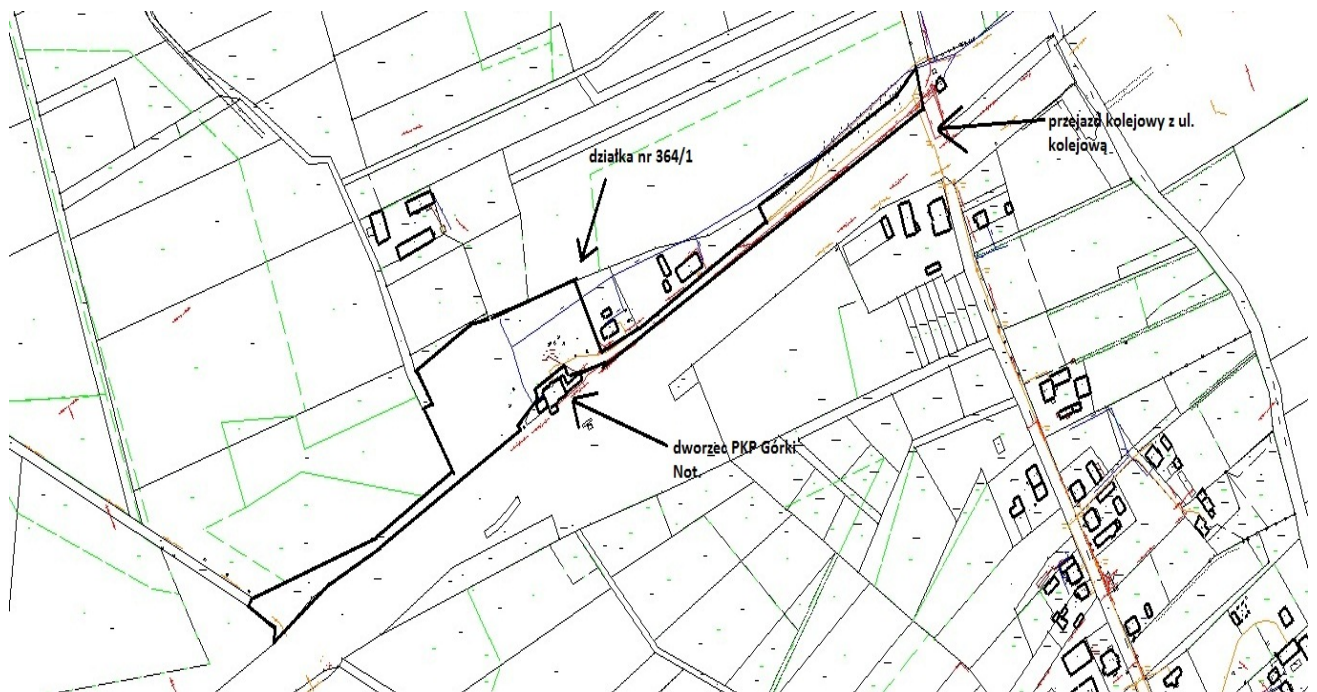 przejazd kolejowy z ul.
kolejową
działka nr 364/1
dworzec PKP Górki
Not.